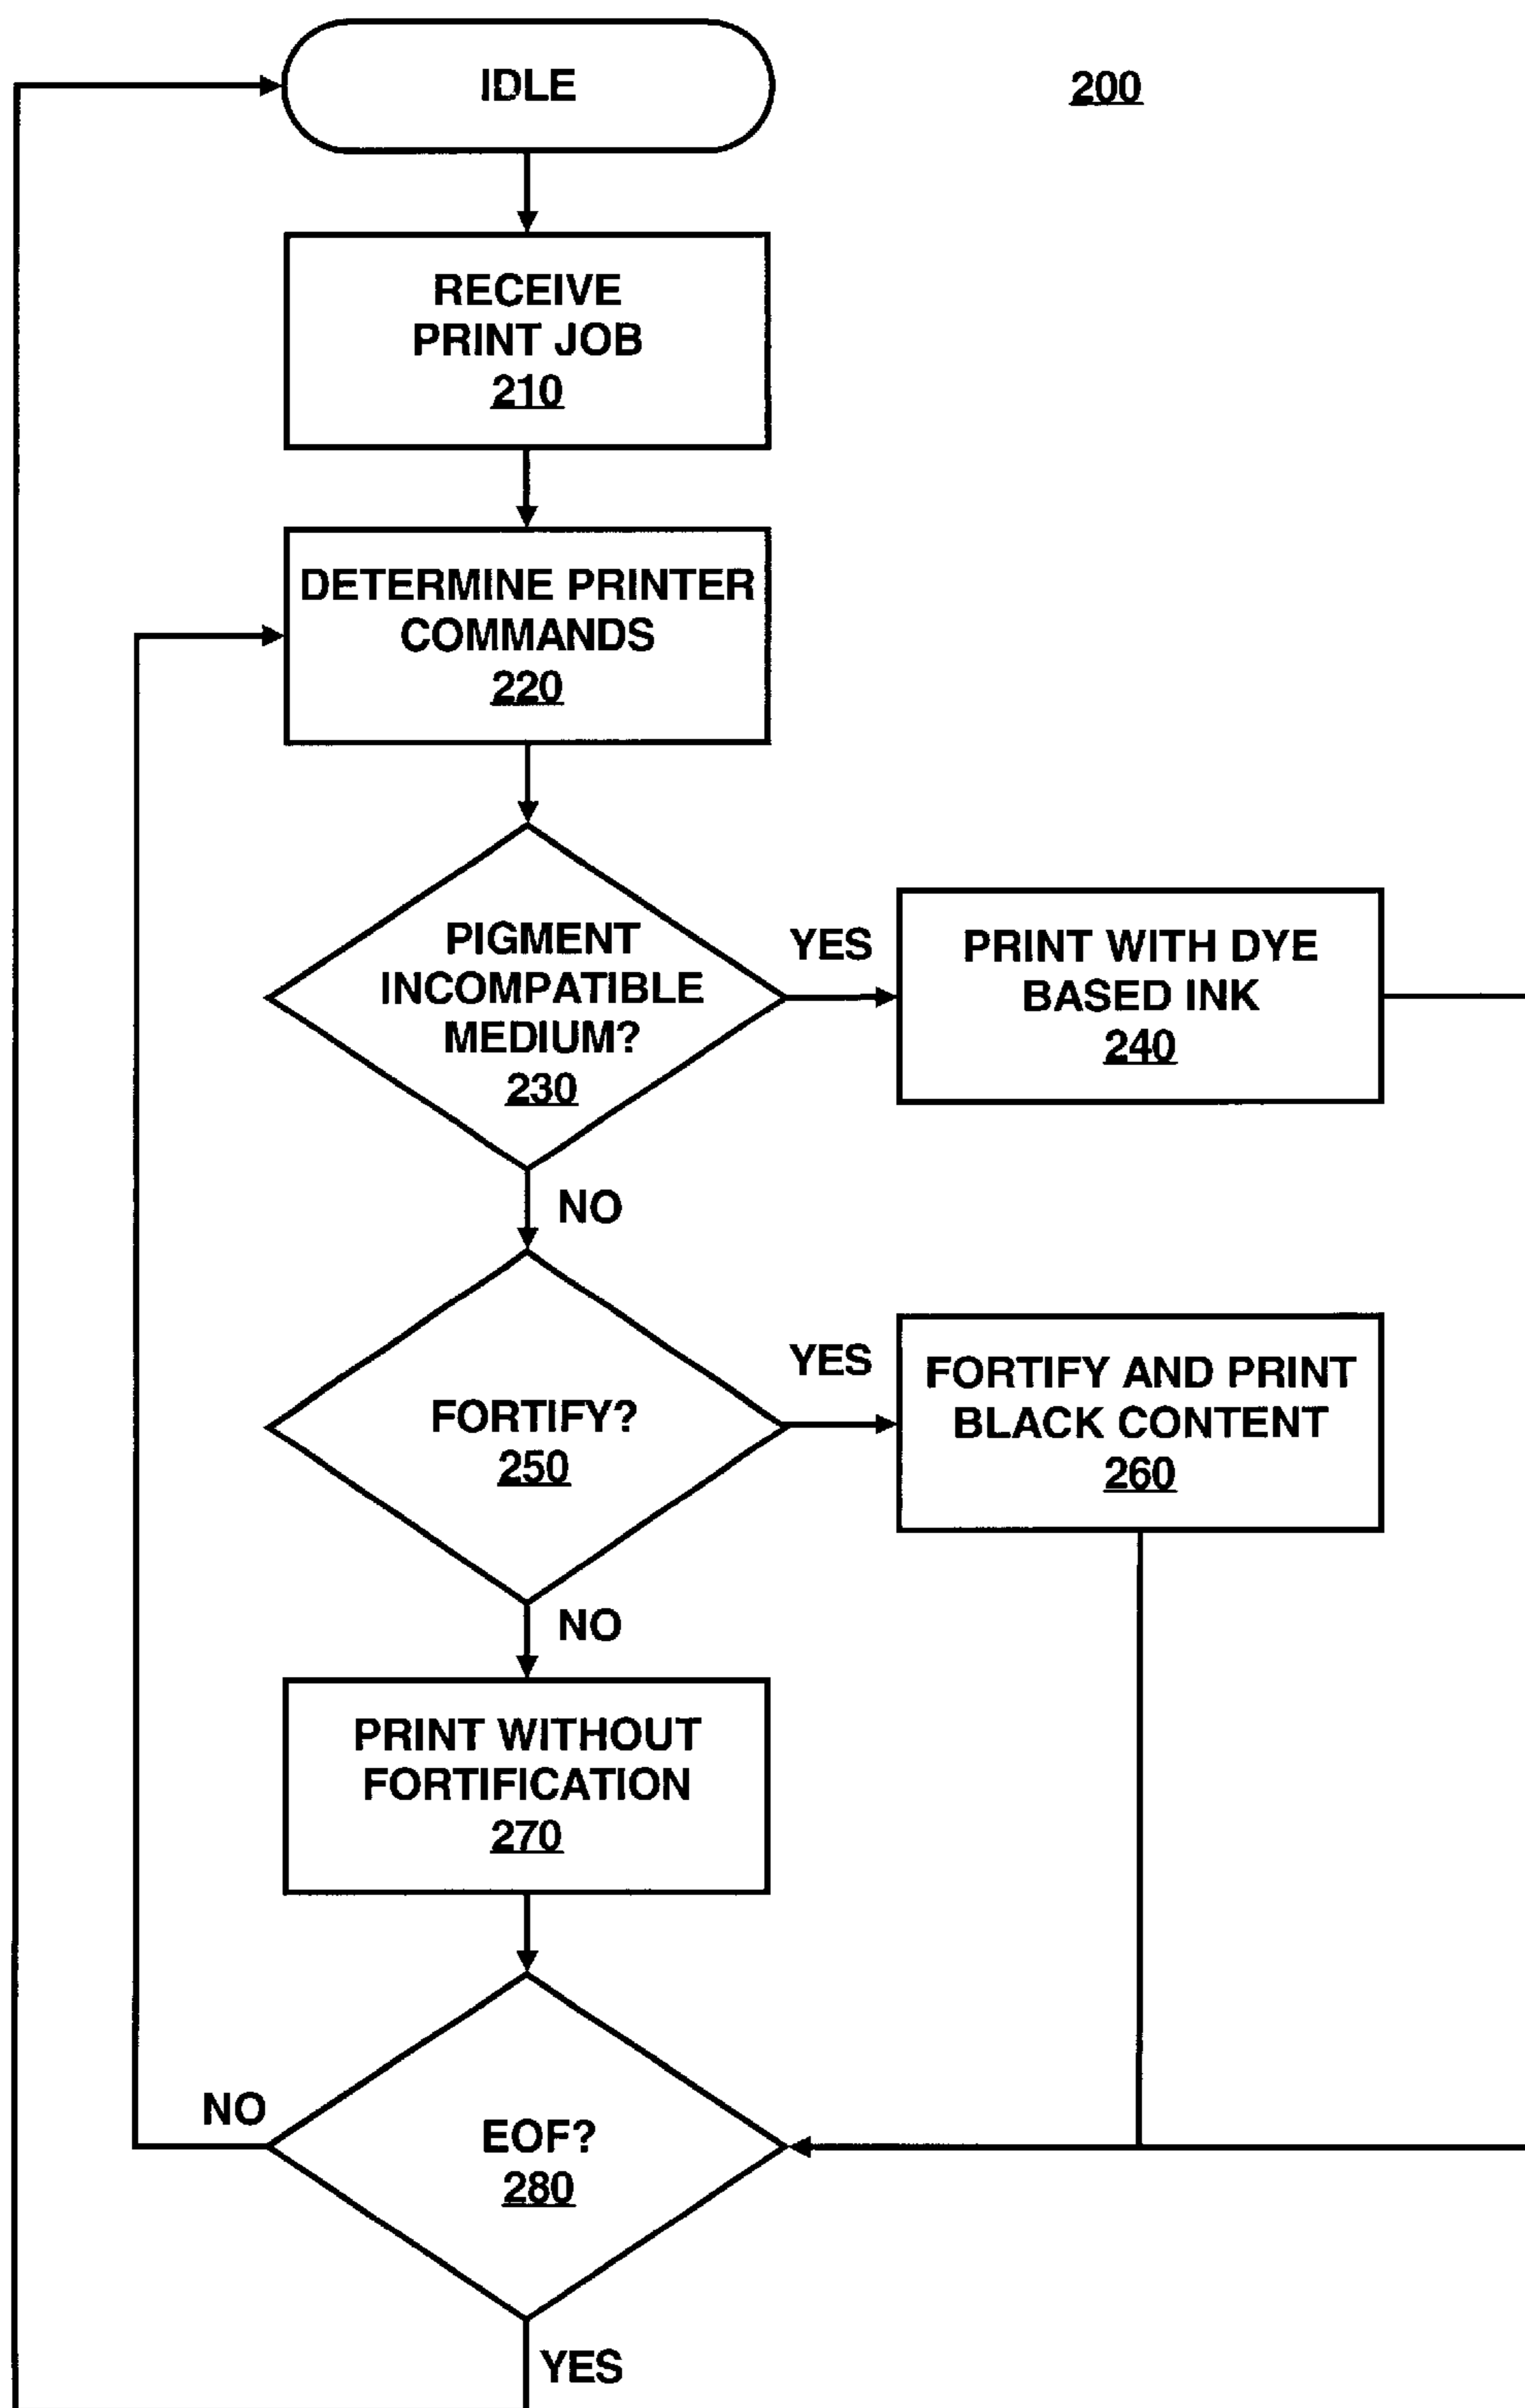 IDLE
200
RECEIVE
PRINT JOB
210
DETERMINE PRINTER
COMMANDS
220
PIGMENT
INCOMPATIBLE
MEDIUM?
230
YES
PRINT WITH DYE
BASED INK
240
NO
FORTIFY?
250
YES
FORTIFY AND PRINT
BLACK CONTENT
260
NO
PRINT WITHOUT
FORTIFICATION
270
NO
EOF?
280
YES